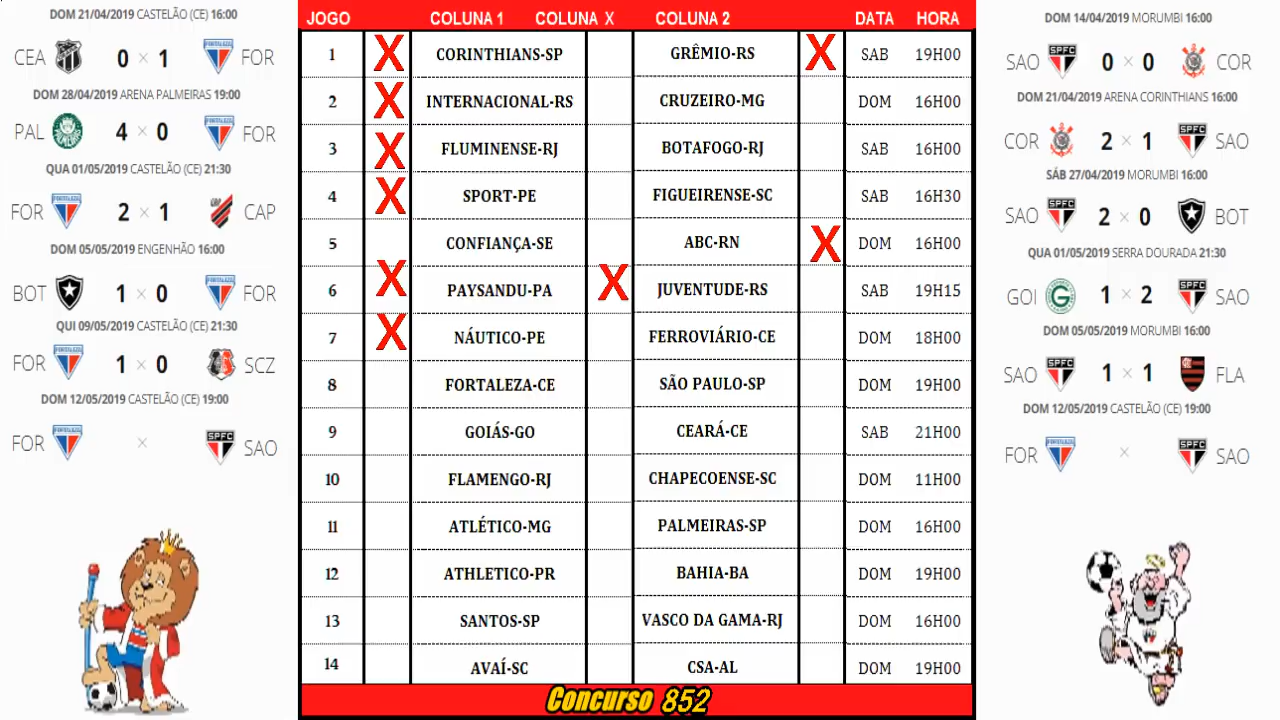 DOM 21/04/2019 CASTELÃO (CE) 16:00
CEA 0 × 1 FOR
DOM 28/04/2019 ARENA PALMEIRAS 19:00
PAL 4 × 0 FOR
QUA 01/05/2019 CASTELÃO (CE) 21:30
FOR 2 × 1 CAP
DOM 05/05/2019 ENGENHÃO 16:00
BOT 1 × 0 FOR
QUI 09/05/2019 CASTELÃO (CE) 21:30
FOR 1 × 0 SCZ
DOM 12/05/2019 CASTELÃO (CE) 19:00
FOR × SAO
JOGO COLUNA 1 COLUNA X COLUNA 2 DATA HORA
1 X CORINTHIANS-SP GRÊMIO-RS X SAB 19H00
2 X INTERNACIONAL-RS CRUZEIRO-MG DOM 16H00
3 X FLUMINENSE-RJ BOTAFOGO-RJ SAB 16H00
4 X SPORT-PE FIGUEIRENSE-SC SAB 16H30
5 CONFIANÇA-SE ABC-RN X DOM 16H00
6 X PAYSANDU-PA X JUVENTUDE-RS SAB 19H15
7 X NÁUTICO-PE FERROVIÁRIO-CE DOM 18H00
8 FORTALEZA-CE SÃO PAULO-SP DOM 19H00
9 GOIÁS-GO CEARÁ-CE SAB 21H00
10 FLAMENGO-RJ CHAPECOENSE-SC DOM 11H00
11 ATLÉTICO-MG PALMEIRAS-SP DOM 16H00
12 ATHLETICO-PR BAHIA-BA DOM 19H00
13 SANTOS-SP VASCO DA GAMA-RJ DOM 16H00
14 AVAÍ-SC CSA-AL DOM 19H00
Concurso 852
DOM 14/04/2019 MORUMBI 16:00
SAO SPFC 0 × 0 COR
DOM 21/04/2019 ARENA CORINTHIANS 16:00
COR 2 × 1 SPFC SAO
SÁB 27/04/2019 MORUMBI 16:00
SAO SPFC 2 × 0 BOT
QUA 01/05/2019 SERRA DOURADA 21:30
GOI 1 × 2 SPFC SAO
DOM 05/05/2019 MORUMBI 16:00
SAO SPFC 1 × 1 FLA
DOM 12/05/2019 CASTELÃO (CE) 19:00
FOR × SPFC SAO